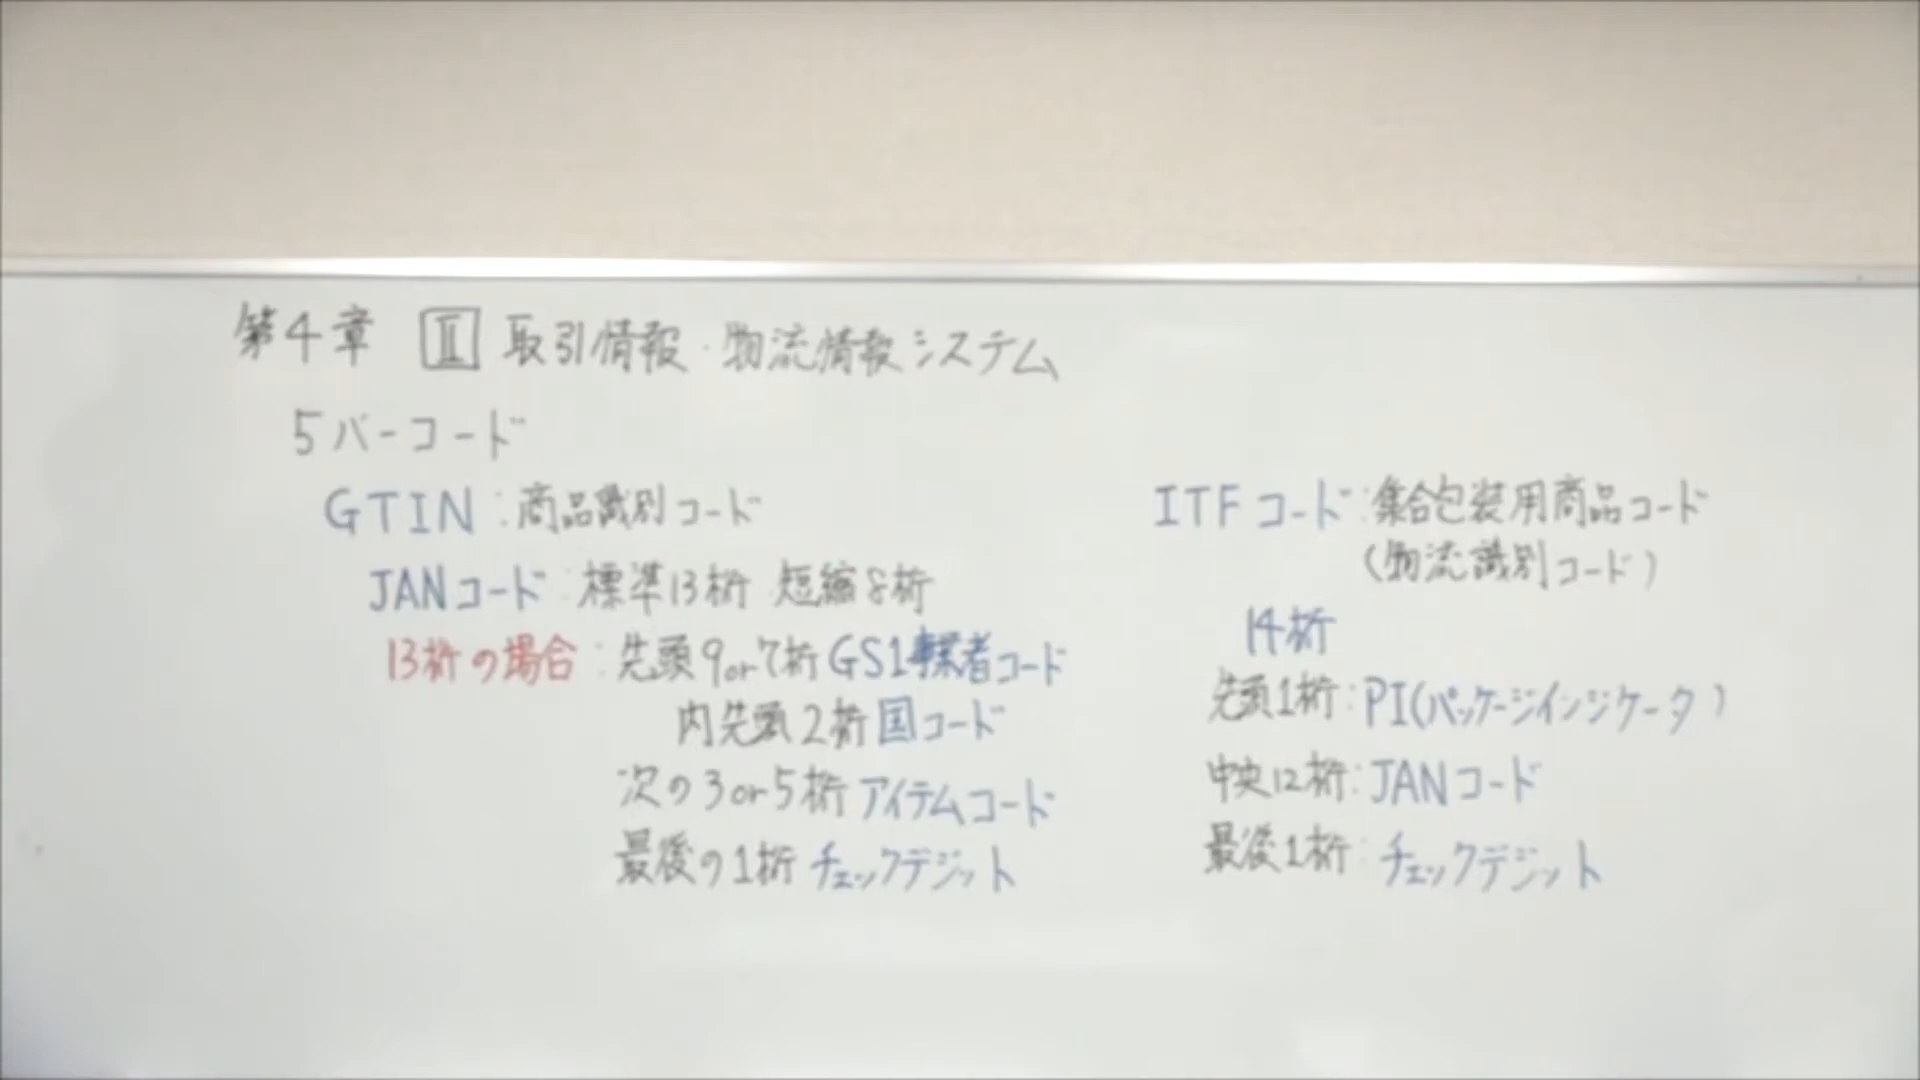 第4章 Ⅱ 取引情報・物流情報システム
5バーコード
GTIN:商品識別コード
JANコード:標準13桁 短縮8桁
13桁の場合:先頭9or7桁GS1事業者コード
内先頭2桁国コード
次の3or5桁アイテムコード
最後の1桁チェックデジット
ITFコード:集合包装用商品コード
(物流識別コード)
14桁
先頭1桁:PI(パッケージインジケータ)
中央12桁:JANコード
最後1桁:チェックデジット